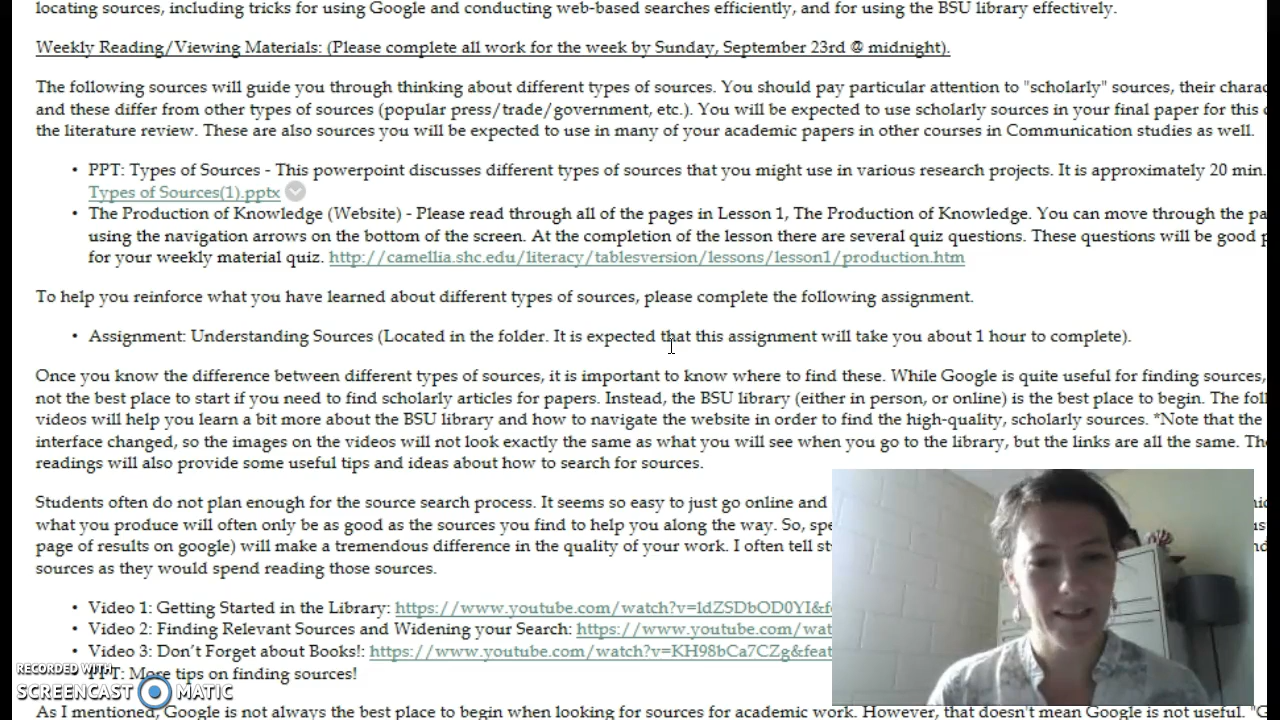 locating sources, including tricks for using Google and conducting web-based searches efficiently, and for using the BSU library effectively.
Weekly Reading/Viewing Materials: (Please complete all work for the week by Sunday, September 23rd @ midnight).
The following sources will guide you through thinking about different types of sources. You should pay particular attention to "scholarly" sources, their charac
and these differ from other types of sources (popular press/trade/government, etc.). You will be expected to use scholarly sources in your final paper for this c
the literature review. These are also sources you will be expected to use in many of your academic papers in other courses in Communication studies as well.
• PPT: Types of Sources - This powerpoint discusses different types of sources that you might use in various research projects. It is approximately 20 min.
Types of Sources(1).pptx
• The Production of Knowledge (Website) - Please read through all of the pages in Lesson 1, The Production of Knowledge. You can move through the pa
using the navigation arrows on the bottom of the screen. At the completion of the lesson there are several quiz questions. These questions will be good p
for your weekly material quiz. http://camellia.shc.edu/literacy/tablesversion/lessons/lesson1/production.htm
To help you reinforce what you have learned about different types of sources, please complete the following assignment.
• Assignment: Understanding Sources (Located in the folder. It is expected that this assignment will take you about 1 hour to complete).
Once you know the difference between different types of sources, it is important to know where to find these. While Google is quite useful for finding sources,
not the best place to start if you need to find scholarly articles for papers. Instead, the BSU library (either in person, or online) is the best place to begin. The fol
videos will help you learn a bit more about the BSU library and how to navigate the website in order to find the high-quality, scholarly sources. *Note that the
interface changed, so the images on the videos will not look exactly the same as what you will see when you go to the library, but the links are all the same. The
readings will also provide some useful tips and ideas about how to search for sources.
Students often do not plan enough for the source search process. It seems so easy to just go online and
what you produce will often only be as good as the sources you find to help you along the way. So, spe
page of results on google) will make a tremendous difference in the quality of your work. I often tell st
sources as they would spend reading those sources.
• Video 1: Getting Started in the Library: https://www.youtube.com/watch?v=ldZSDbOD0YI&f
• Video 2: Finding Relevant Sources and Widening your Search: https://www.youtube.com/wat
• Video 3: Don't Forget about Books!: https://www.youtube.com/watch?v=KH98bCa7CZg&feat
PPT: More tips on finding sources!
RECORDED WITH
SCREENCAST MATIC
As I mentioned, Google is not always the best place to begin when looking for sources for academic work. However, that doesn't mean Google is not useful. "G